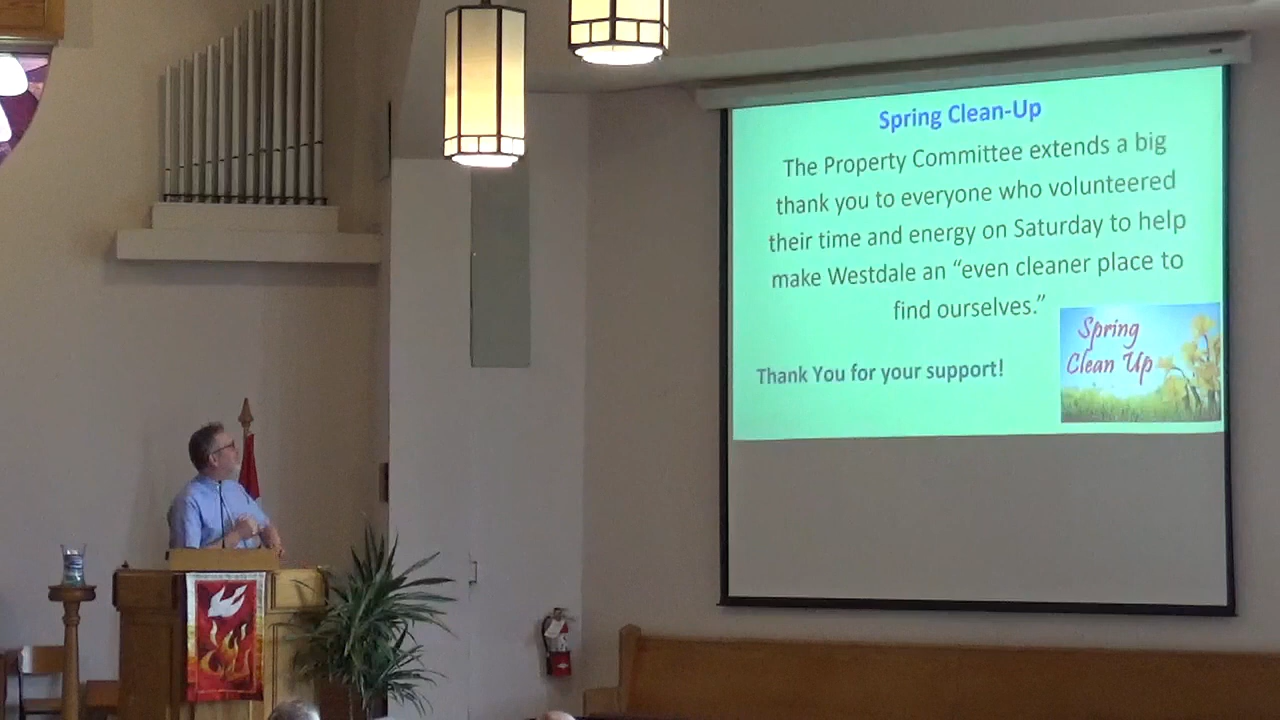 Spring Clean-Up
The Property Committee extends a big
thank you to everyone who volunteered
their time and energy on Saturday to help
make Westdale an “even cleaner place to
find ourselves.”
Spring
Clean Up
Thank You for your support!